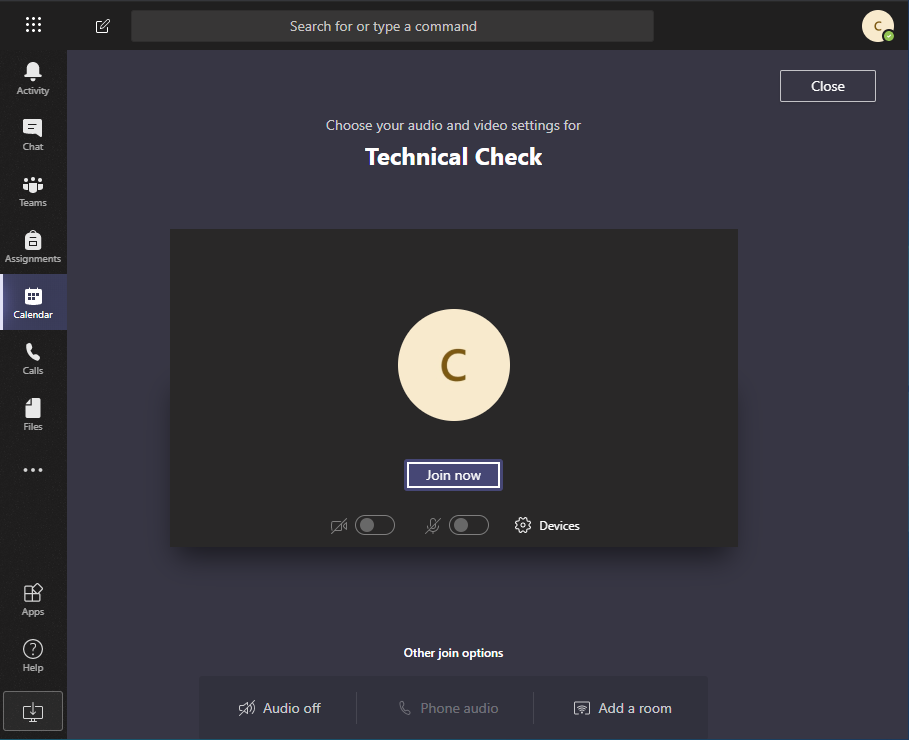 Search for or type a command
C
Activity
Chat
Teams
Assignments
Calendar
Calls
Files
Apps
Help
Close
Choose your audio and video settings for
Technical Check
C
Join now
Devices
Other join options
Audio off
Phone audio
Add a room